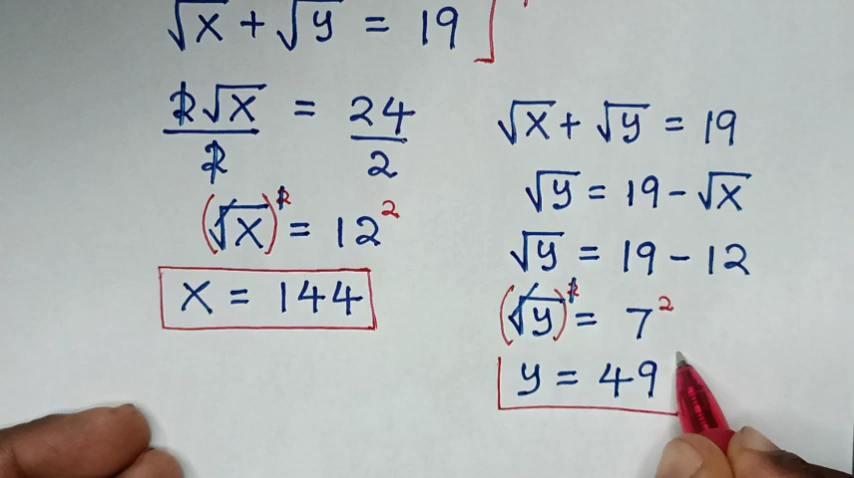 √x + √y = 19
2√x = 24
2 2
(√x)² = 12²
x = 144
√x + √y = 19
√y = 19 - √x
√y = 19 - 12
(√y)² = 7²
y = 49